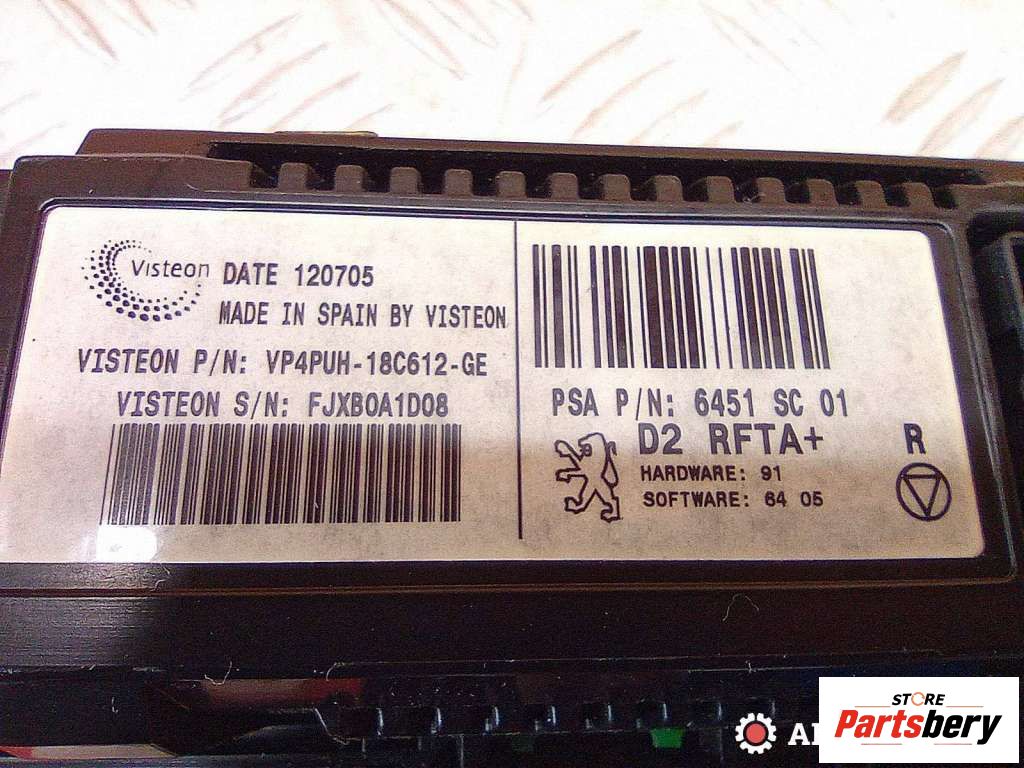 Visteon DATE 120705
MADE IN SPAIN BY VISTEON
VISTEON P/N: VP4PUH-18C612-GE
VISTEON S/N: FJXB0A1D08
PSA P/N: 6451 SC 01
D2 RFTA+ R
HARDWARE: 91
SOFTWARE: 64 05
STORE
Partsbery